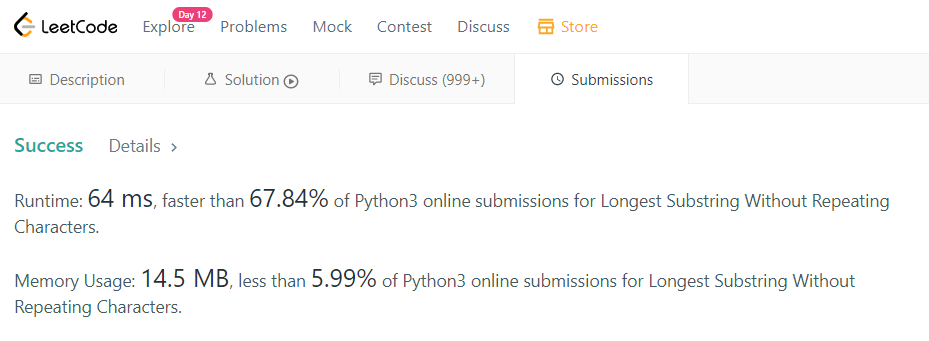 Day 12
LeetCode Explore Problems Mock Contest Discuss Store
Description Solution Discuss (999+) Submissions
Success Details >
Runtime: 64 ms, faster than 67.84% of Python3 online submissions for Longest Substring Without Repeating
Characters.
Memory Usage: 14.5 MB, less than 5.99% of Python3 online submissions for Longest Substring Without
Repeating Characters.